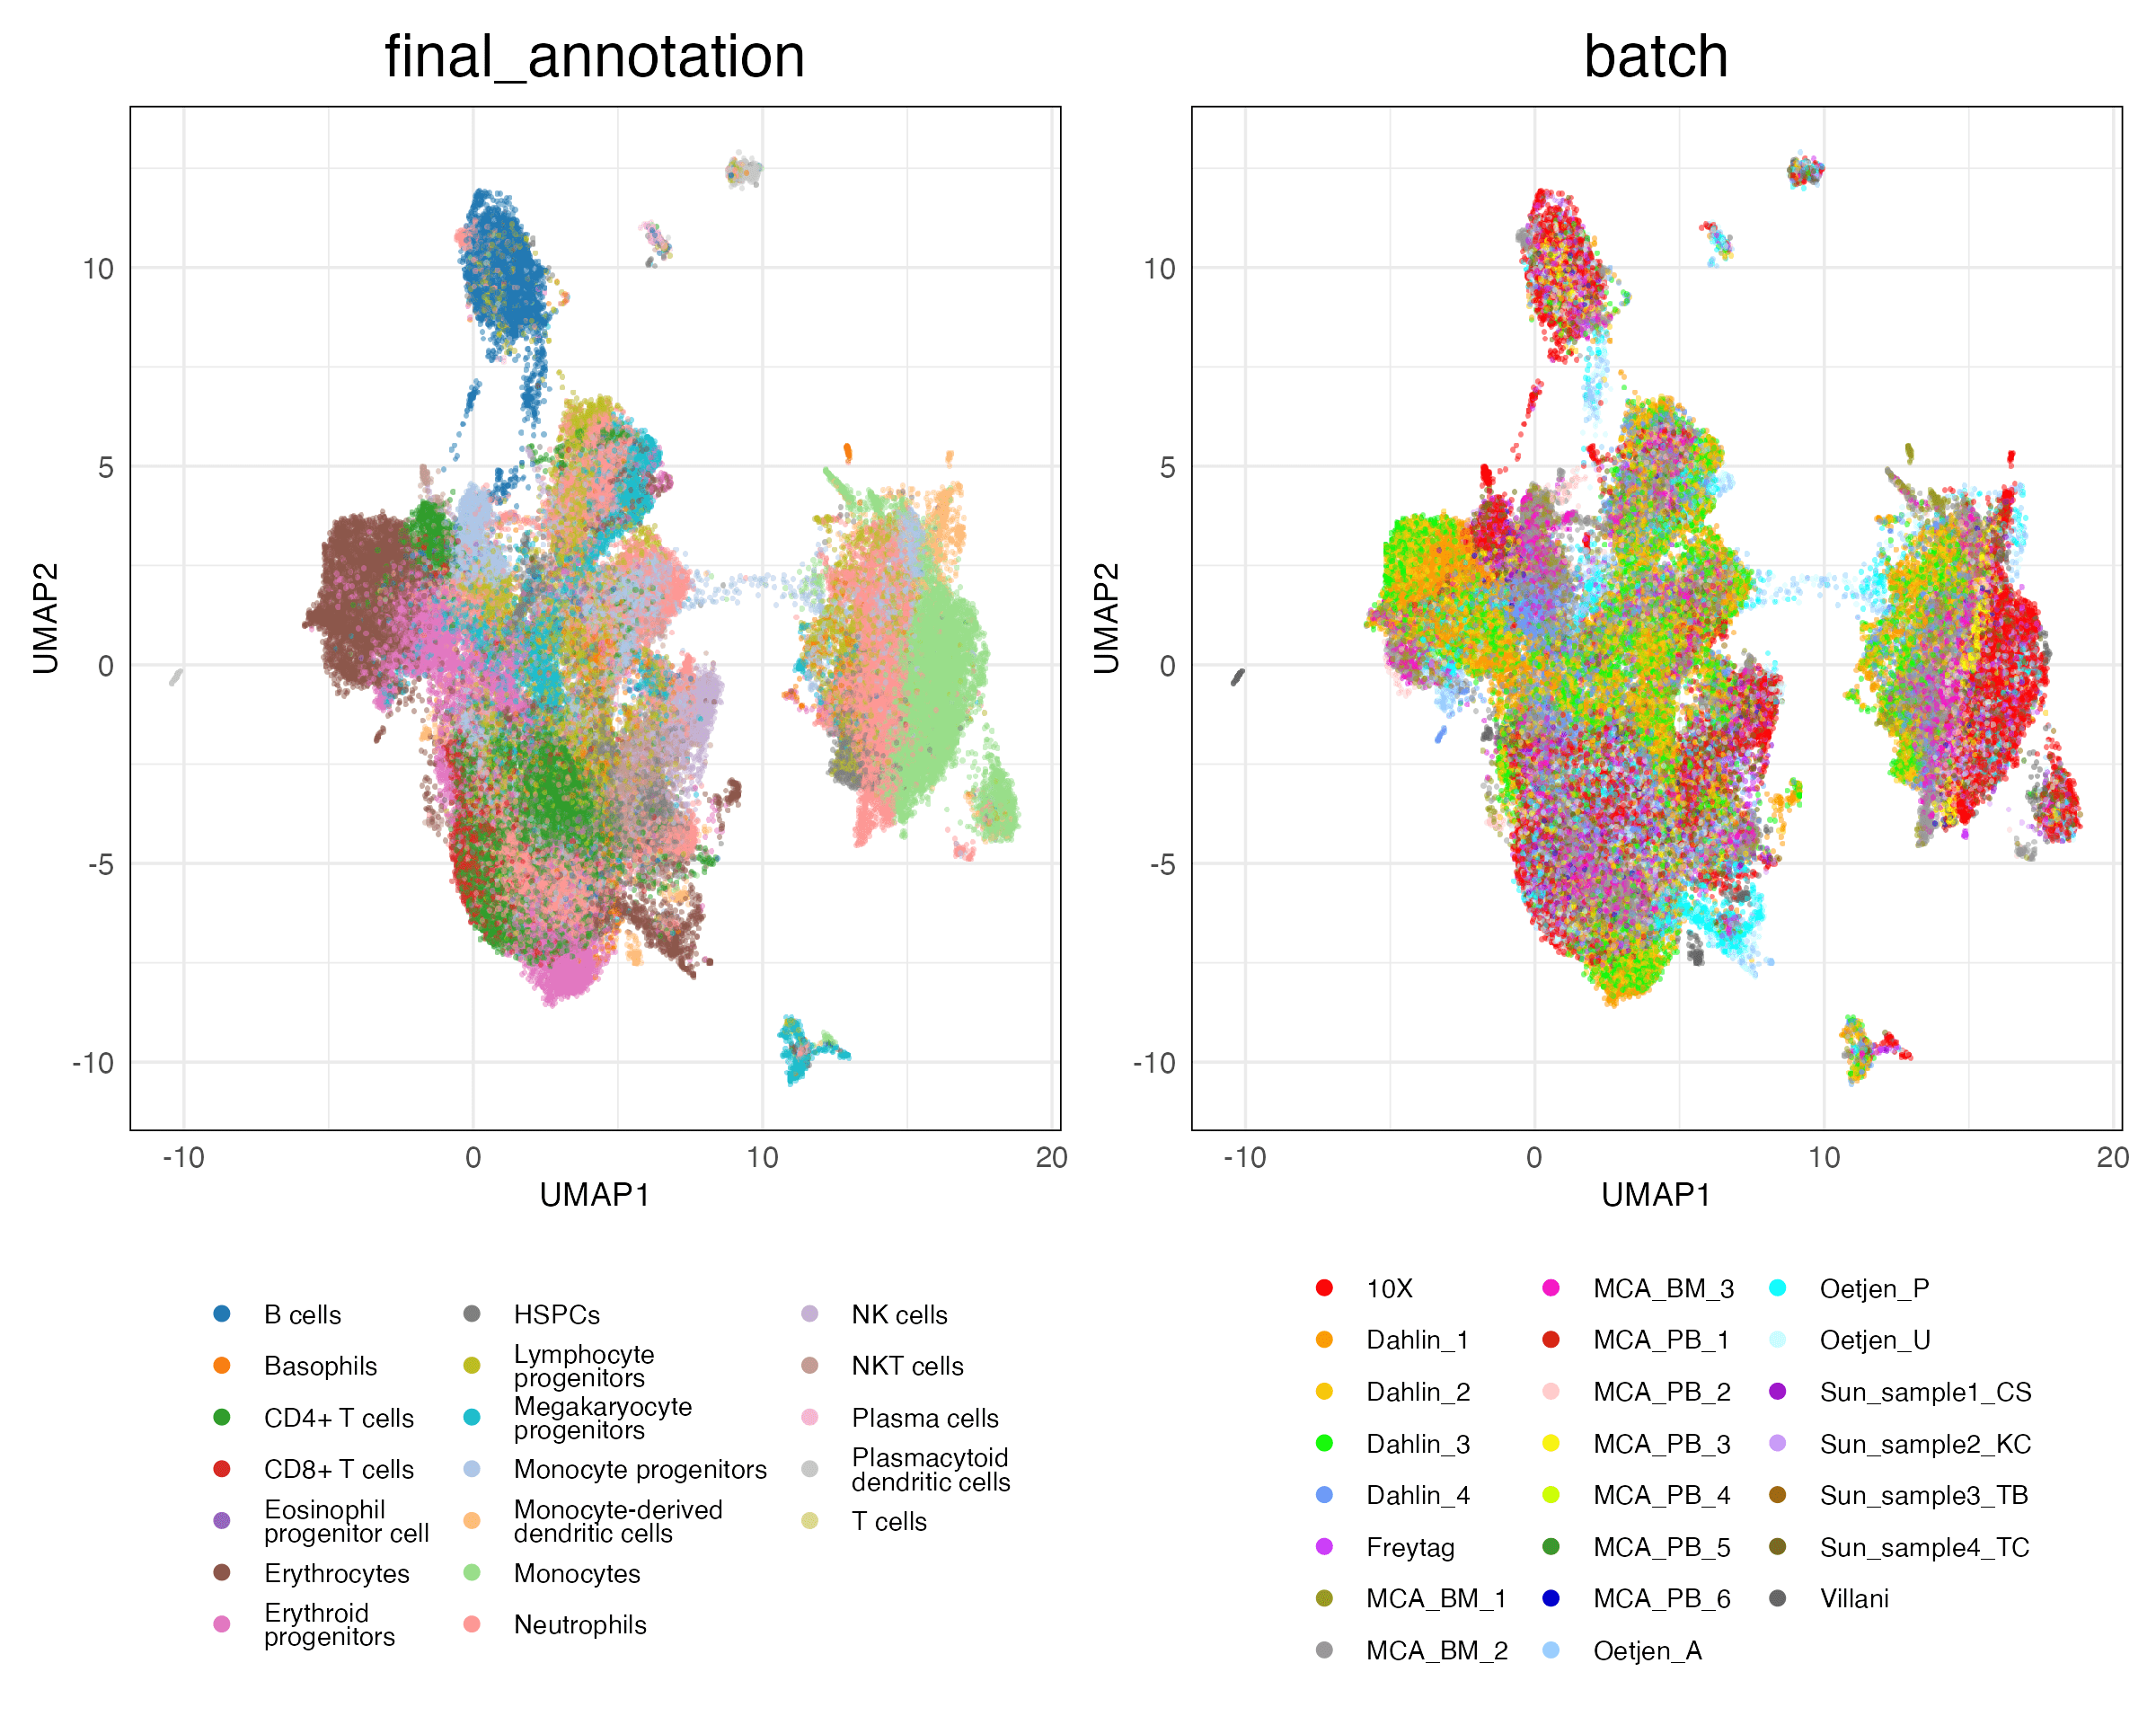 final_annotation
10
5
0
-5
-10
UMAP2
-10
0
10
20
UMAP1
B cells
Basophils
CD4+ T cells
CD8+ T cells
Eosinophil
progenitor cell
Erythrocytes
Erythroid
progenitors
HSPCs
Lymphocyte
progenitors
Megakaryocyte
progenitors
Monocyte progenitors
Monocyte-derived
dendritic cells
Monocytes
Neutrophils
NK cells
NKT cells
Plasma cells
Plasmacytoid
dendritic cells
T cells
batch
10
5
0
-5
-10
UMAP2
-10
0
10
20
UMAP1
10X
Dahlin_1
Dahlin_2
Dahlin_3
Dahlin_4
Freytag
MCA_BM_1
MCA_BM_2
MCA_BM_3
MCA_PB_1
MCA_PB_2
MCA_PB_3
MCA_PB_4
MCA_PB_5
MCA_PB_6
Oetjen_A
Oetjen_P
Oetjen_U
Sun_sample1_CS
Sun_sample2_KC
Sun_sample3_TB
Sun_sample4_TC
Villani